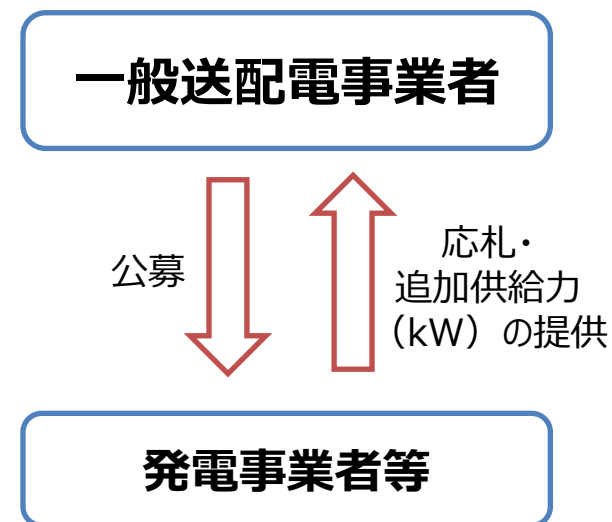 一般送配電事業者
公募
応札・
追加供給力
（kW）の提供
発電事業者等